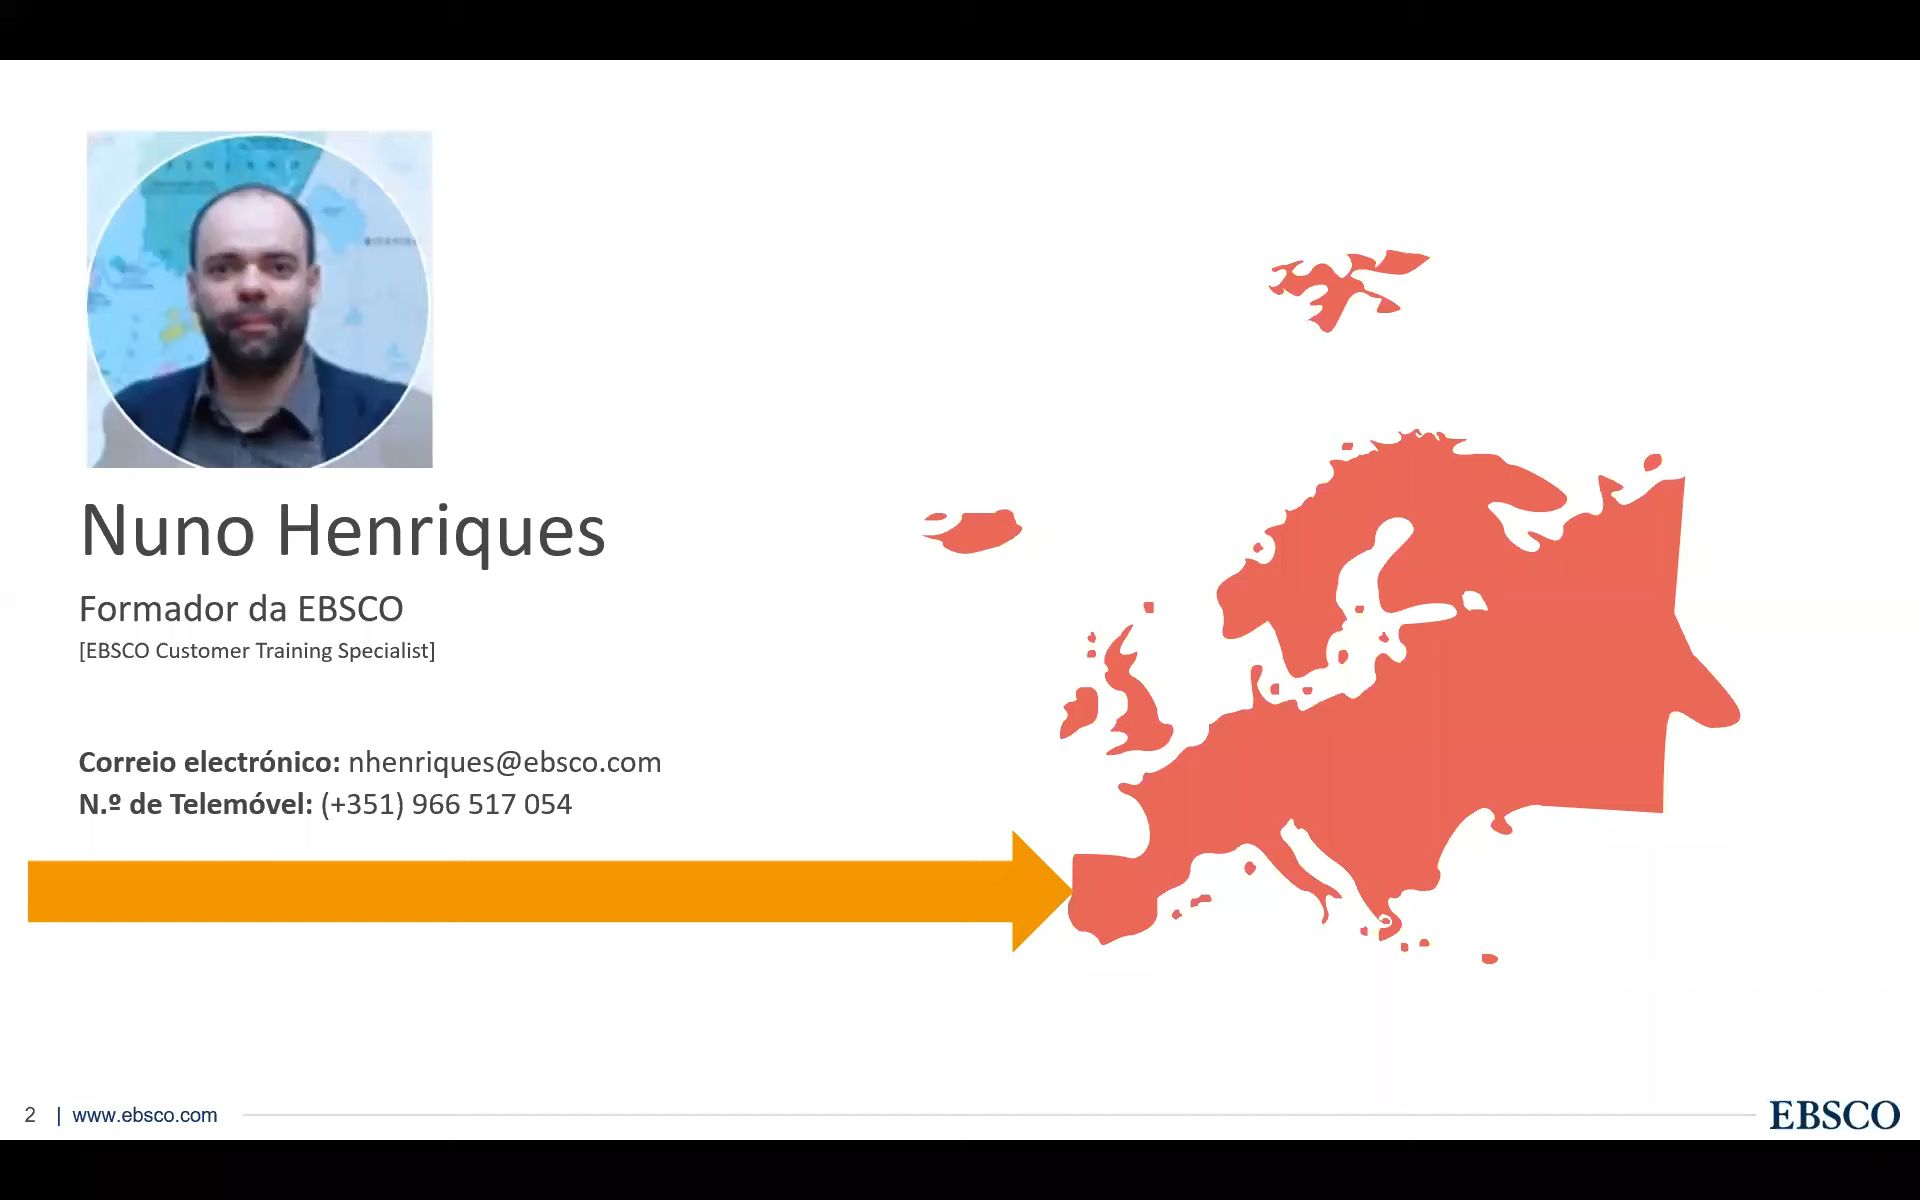 Nuno Henriques
Formador da EBSCO
[EBSCO Customer Training Specialist]
Correio electrónico: nhenriques@ebsco.com
N.º de Telemóvel: (+351) 966 517 054
2 | www.ebsco.com
EBSCO